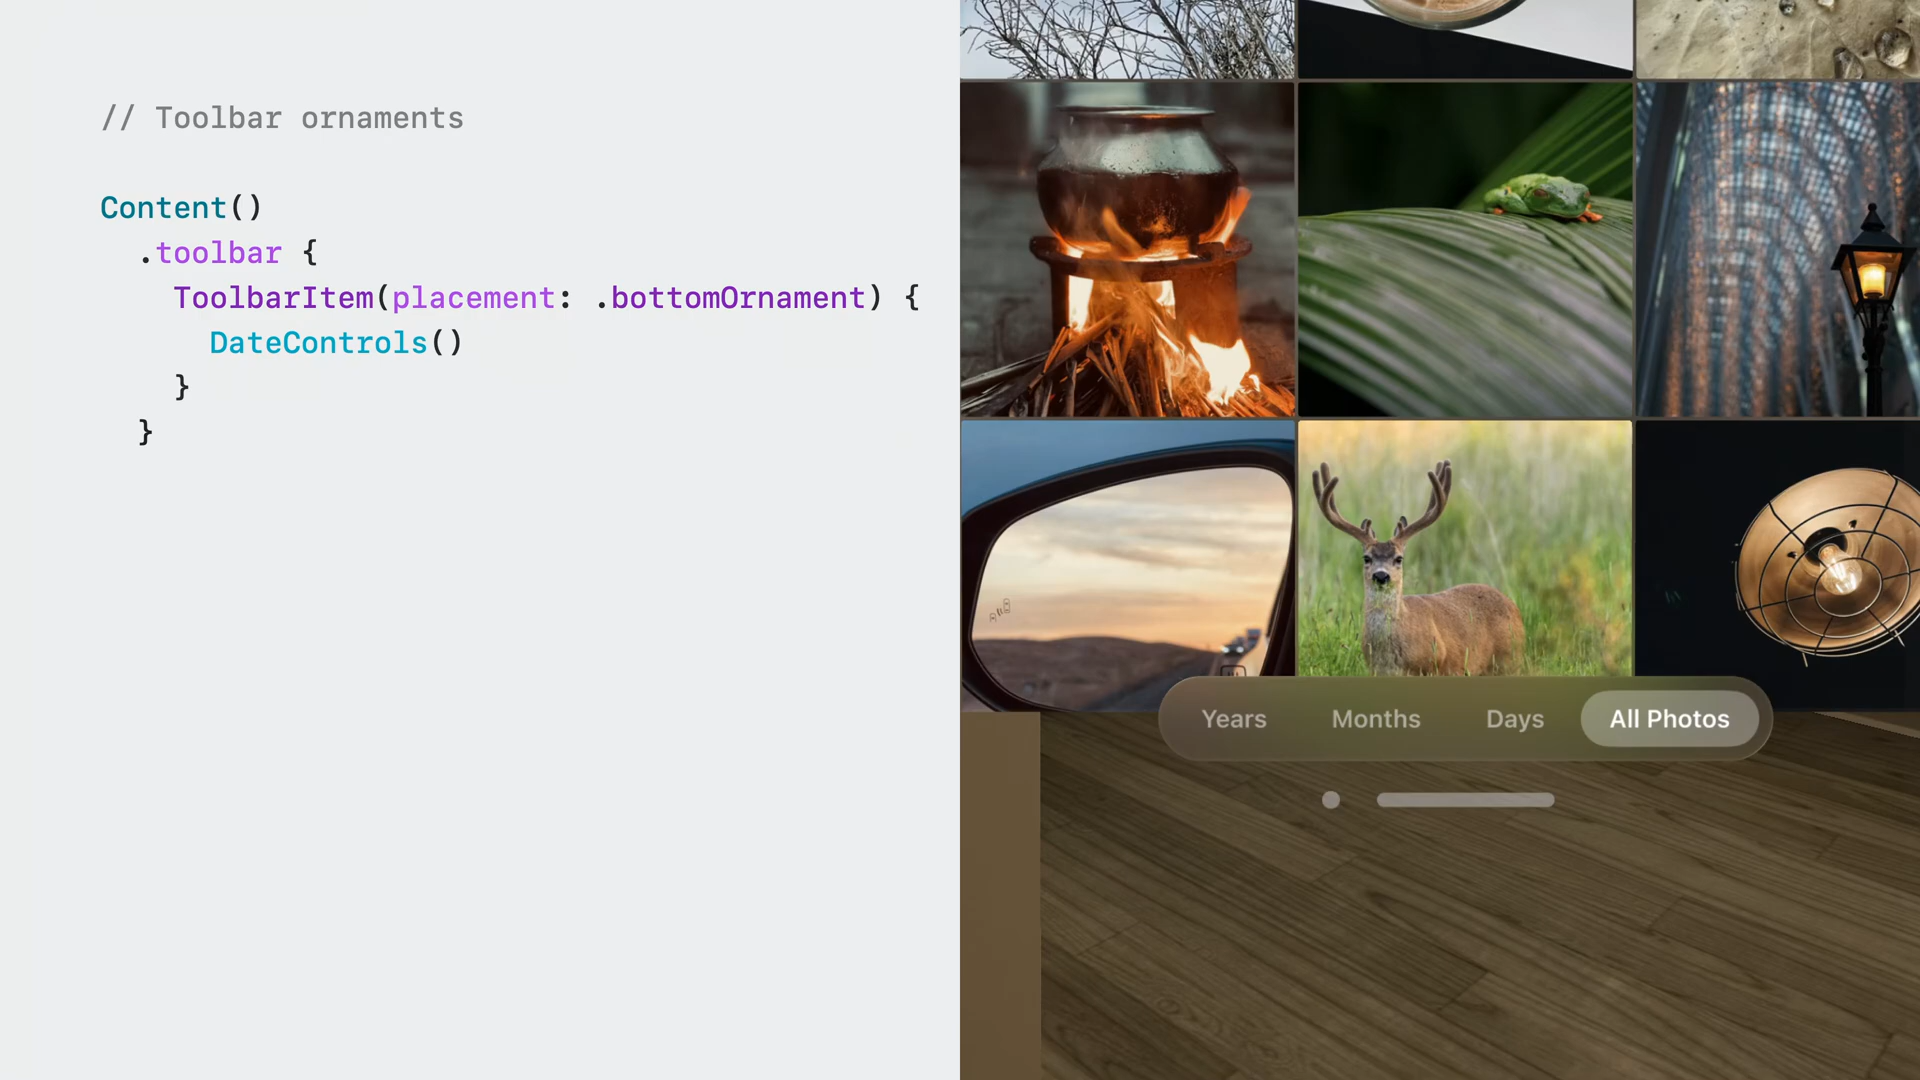 // Toolbar ornaments
Content()
.toolbar {
ToolbarItem(placement: .bottomOrnament) {
DateControls()
}
}
Years Months Days All Photos